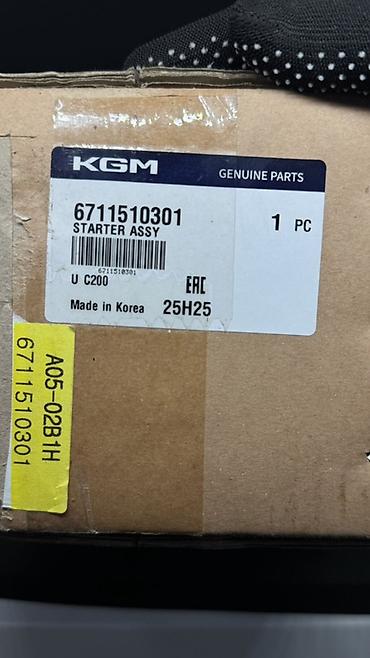 KGM
GENUINE PARTS
6711510301
1 PC
STARTER ASSY
6711510301
U C200
EAC
Made in Korea 25H25
A05-02B1H
6711510301